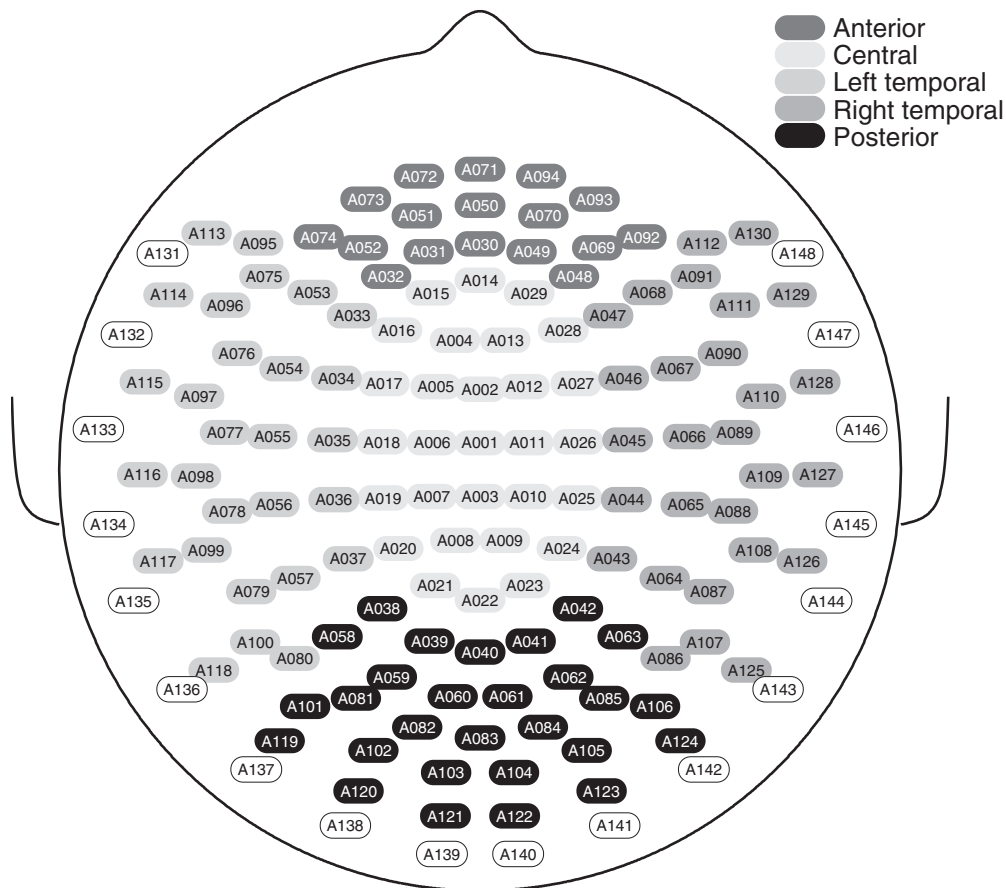 Anterior
Central
Left temporal
Right temporal
Posterior
A072 A071 A094
A073 A051 A050 A070 A093
A113 A095 A074 A052 A031 A030 A049 A069 A092 A112 A130
A131 A148
A075 A053 A032 A015 A014 A029 A048 A068 A091
A114 A096 A033 A016 A004 A013 A028 A047 A111 A129
A132 A147
A076 A054 A034 A017 A005 A002 A012 A027 A046 A067 A090
A115 A097 A110 A128
A133 A077 A055 A035 A018 A006 A001 A011 A026 A045 A066 A089 A146
A116 A098 A109 A127
A078 A056 A036 A019 A007 A003 A010 A025 A044 A065 A088
A134 A145
A117 A099 A037 A020 A008 A009 A024 A043 A108 A126
A135 A079 A057 A021 A022 A023 A064 A087 A144
A038 A042
A100 A080 A058 A039 A040 A041 A063 A086 A107
A136 A118 A059 A062 A125 A143
A101 A081 A060 A061 A085 A106
A119 A102 A082 A083 A084 A105 A124
A137 A103 A104 A142
A120 A123
A138 A121 A122 A141
A139 A140